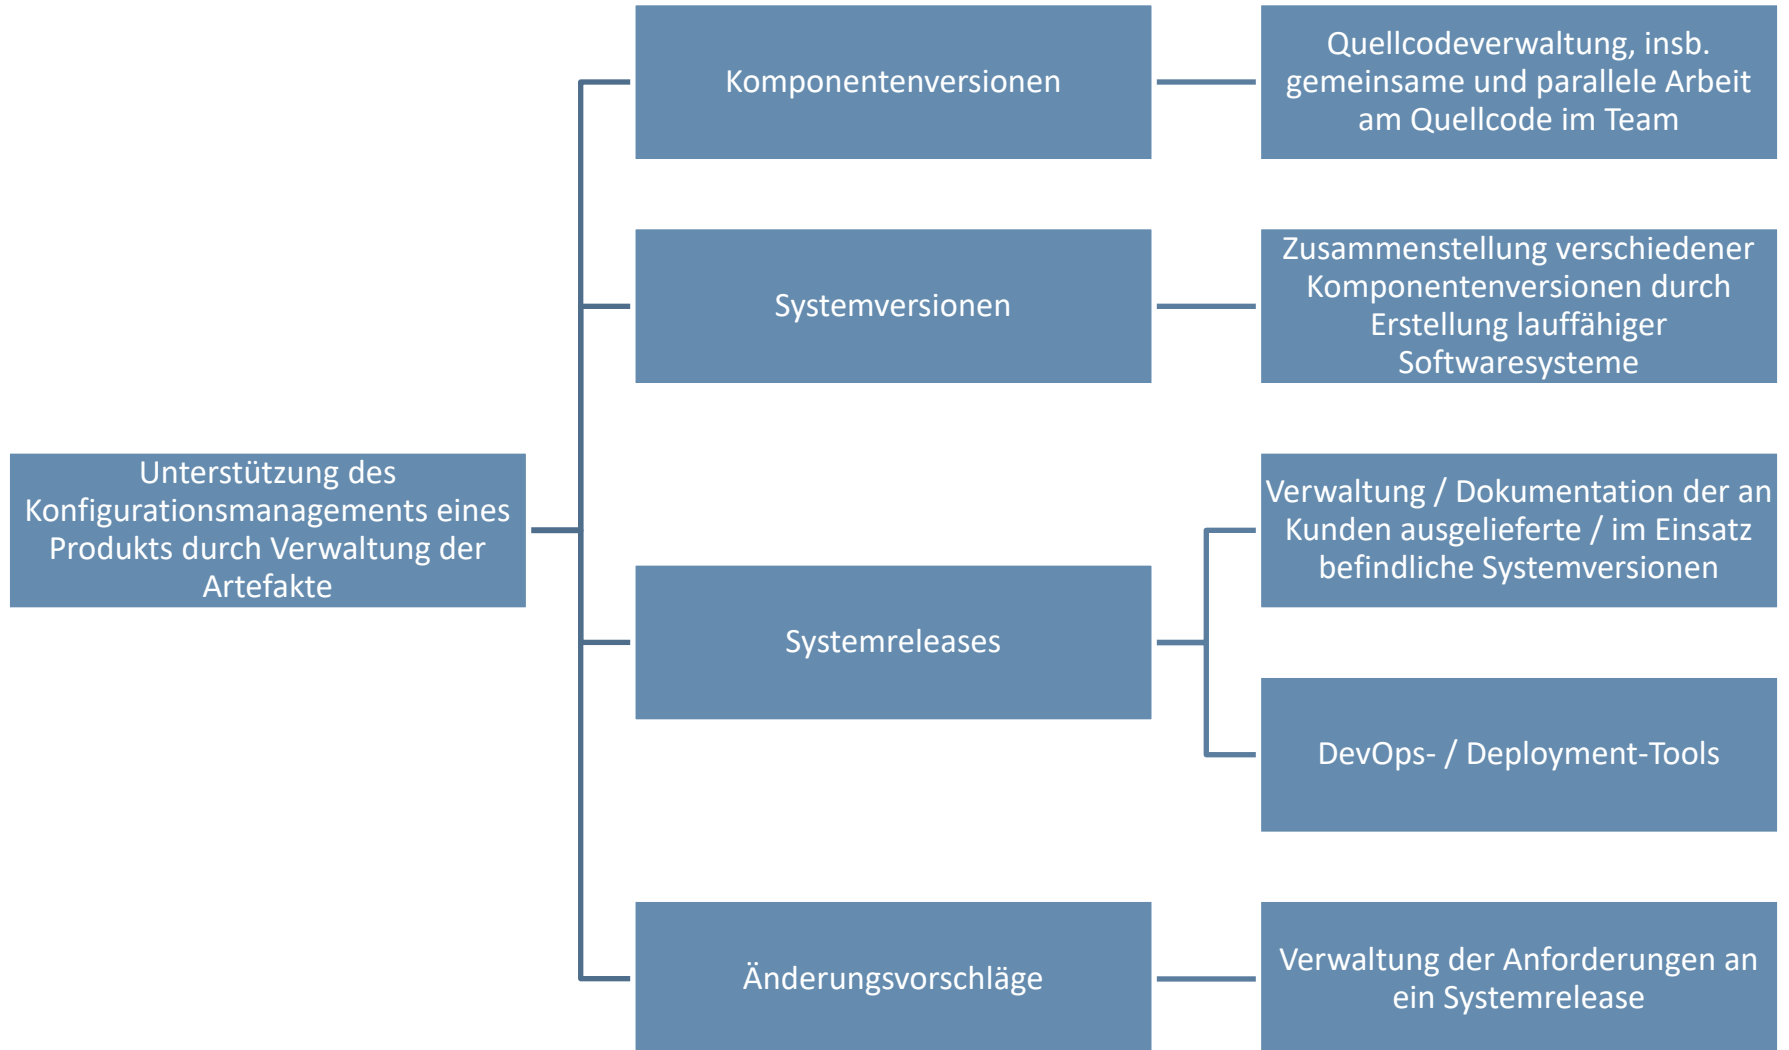 Unterstützung des
Konfigurationsmanagements eines
Produkts durch Verwaltung der
Artefakte
Komponentenversionen
Quellcodeverwaltung, insb.
gemeinsame und parallele Arbeit
am Quellcode im Team
Systemversionen
Zusammenstellung verschiedener
Komponentenversionen durch
Erstellung lauffähiger
Softwaresysteme
Systemreleases
Verwaltung / Dokumentation der an
Kunden ausgelieferte / im Einsatz
befindliche Systemversionen
DevOps- / Deployment-Tools
Änderungsvorschläge
Verwaltung der Anforderungen an
ein Systemrelease